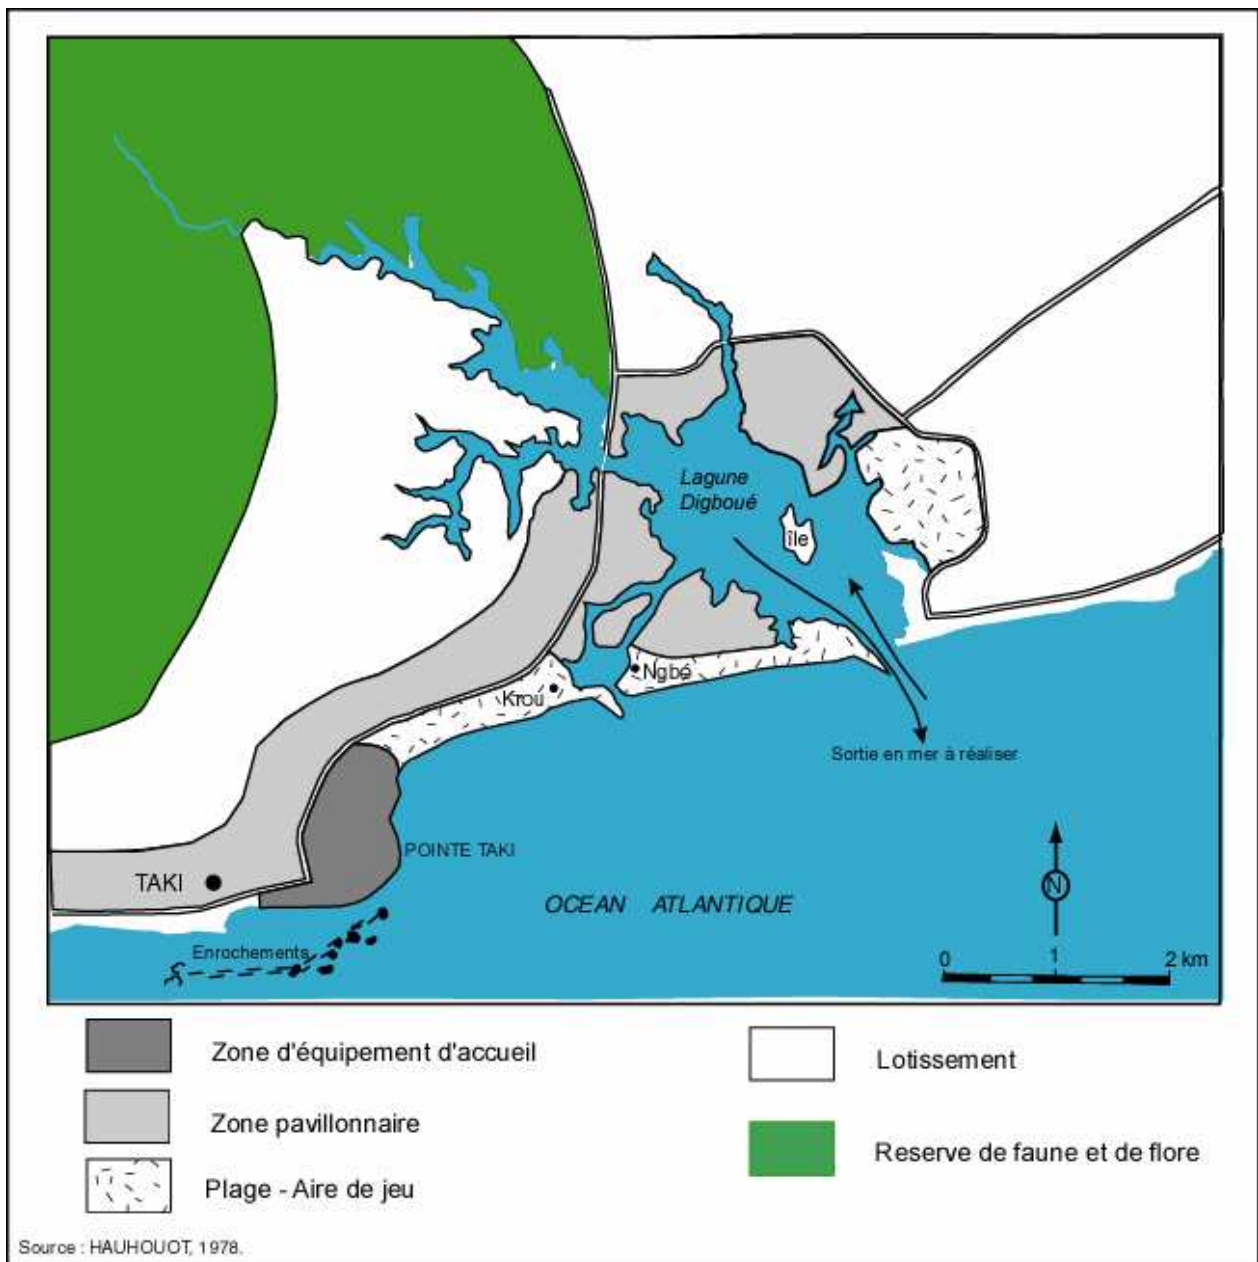 Lagune
Digboué
île
Ngbé
Krou
Sortie en mer à réaliser
POINTE TAKI
TAKI
OCEAN ATLANTIQUE
N
Enrochements
0 1 2 km
Zone d'équipement d'accueil
Zone pavillonnaire
Plage - Aire de jeu
Lotissement
Reserve de faune et de flore
Source : HAUHOUOT, 1978.